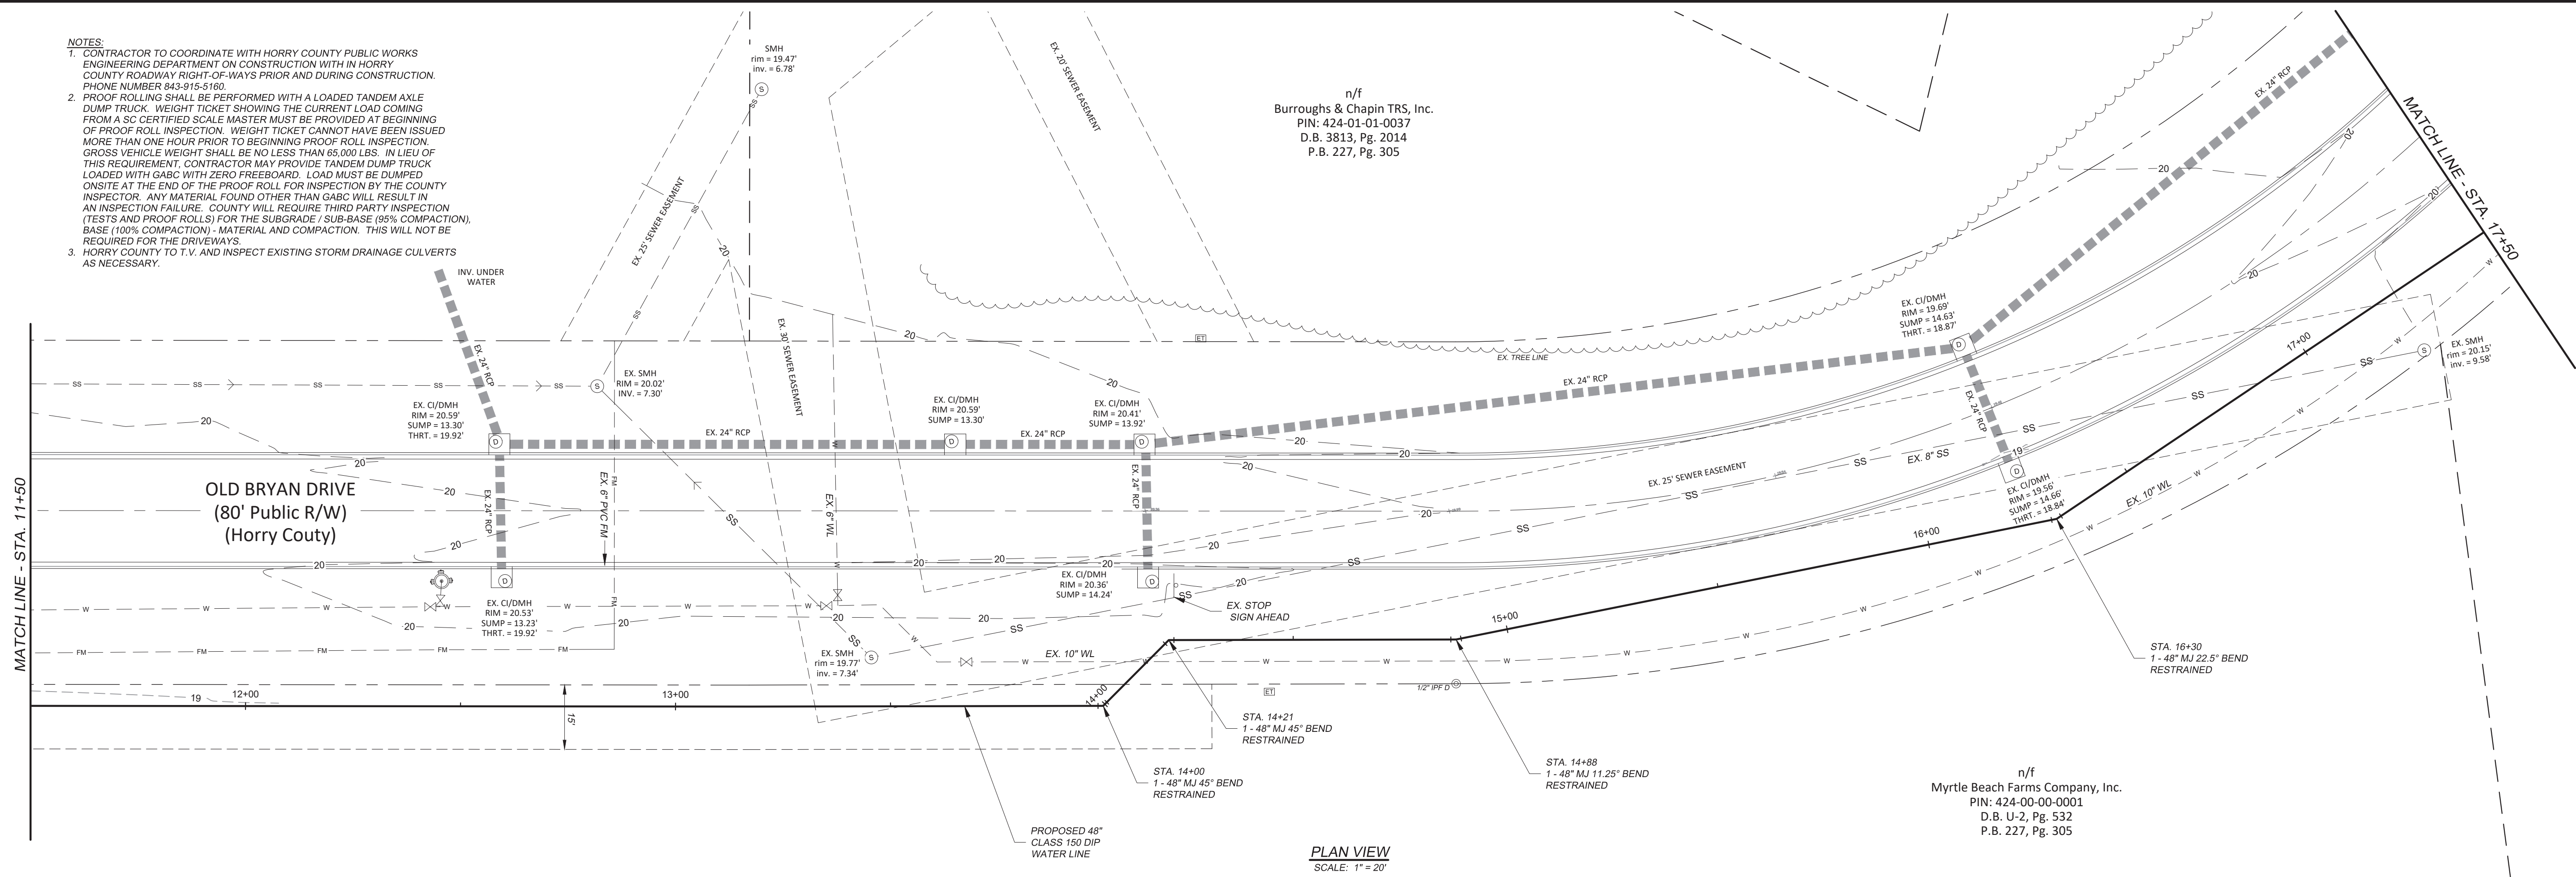 NOTES:
1. CONTRACTOR TO COORDINATE WITH HORRY COUNTY PUBLIC WORKS
ENGINEERING DEPARTMENT ON CONSTRUCTION WITH IN HORRY
COUNTY ROADWAY RIGHT-OF-WAYS PRIOR AND DURING CONSTRUCTION.
PHONE NUMBER 843-915-5160.
2. PROOF ROLLING SHALL BE PERFORMED WITH A LOADED TANDEM AXLE
DUMP TRUCK. WEIGHT TICKET SHOWING THE CURRENT LOAD COMING
FROM A SC CERTIFIED SCALE MASTER MUST BE PROVIDED AT BEGINNING
OF PROOF ROLL INSPECTION. WEIGHT TICKET CANNOT HAVE BEEN ISSUED
MORE THAN ONE HOUR PRIOR TO BEGINNING PROOF ROLL INSPECTION.
GROSS VEHICLE WEIGHT SHALL BE NO LESS THAN 65,000 LBS. IN LIEU OF
THIS REQUIREMENT, CONTRACTOR MAY PROVIDE TANDEM DUMP TRUCK
LOADED WITH GABC WITH ZERO FREEBOARD. LOAD MUST BE DUMPED
ONSITE AT THE END OF THE PROOF ROLL FOR INSPECTION BY THE COUNTY
INSPECTOR. ANY MATERIAL FOUND OTHER THAN GABC WILL RESULT IN
AN INSPECTION FAILURE. COUNTY WILL REQUIRE THIRD PARTY INSPECTION
(TESTS AND PROOF ROLLS) FOR THE SUBGRADE / SUB-BASE (95% COMPACTION),
BASE (100% COMPACTION) - MATERIAL AND COMPACTION. THIS WILL NOT BE
REQUIRED FOR THE DRIVEWAYS.
3. HORRY COUNTY TO T.V. AND INSPECT EXISTING STORM DRAINAGE CULVERTS
AS NECESSARY.
SMH
rim = 19.47'
inv. = 6.78'
EX. 25' SEWER EASEMENT
EX. 20' SEWER EASEMENT
EX. 30' SEWER EASEMENT
n/f
Burroughs & Chapin TRS, Inc.
PIN: 424-01-01-0037
D.B. 3813, Pg. 2014
P.B. 227, Pg. 305
EX. 24" RCP
MATCH LINE - STA. 17+50
INV. UNDER
WATER
EX. 24" RCP
EX. SMH
RIM = 20.02'
INV. = 7.30'
EX. CI/DMH
RIM = 20.59'
SUMP = 13.30'
THRT. = 19.92'
EX. 24" RCP
EX. CI/DMH
RIM = 20.59'
SUMP = 13.30'
EX. 24" RCP
EX. CI/DMH
RIM = 20.41'
SUMP = 13.92'
EX. 24" RCP
EX. TREE LINE
EX. CI/DMH
RIM = 19.69'
SUMP = 14.63'
THRT. = 18.87'
EX. 24" RCP
EX. SMH
rim = 20.15'
inv. = 9.58'
17+00
MATCH LINE - STA. 11+50
OLD BRYAN DRIVE
(80' Public R/W)
(Horry Couty)
EX. 24" RCP
EX. 6" PVC FM
EX. 6" WL
EX. 24" RCP
EX. 25' SEWER EASEMENT
EX. 8" SS
EX. CI/DMH
RIM = 19.56'
SUMP = 14.66'
THRT. = 18.84'
EX. 10" WL
EX. CI/DMH
RIM = 20.53'
SUMP = 13.23'
THRT. = 19.92'
EX. CI/DMH
RIM = 20.36'
SUMP = 14.24'
EX. STOP
SIGN AHEAD
EX. SMH
rim = 19.77'
inv. = 7.34'
EX. 10" WL
15+00
16+00
STA. 16+30
1 - 48" MJ 22.5° BEND
RESTRAINED
19
12+00
13+00
14+00
15'
ET
1/2" IPF D
STA. 14+21
1 - 48" MJ 45° BEND
RESTRAINED
STA. 14+00
1 - 48" MJ 45° BEND
RESTRAINED
STA. 14+88
1 - 48" MJ 11.25° BEND
RESTRAINED
PROPOSED 48"
CLASS 150 DIP
WATER LINE
n/f
Myrtle Beach Farms Company, Inc.
PIN: 424-00-00-0001
D.B. U-2, Pg. 532
P.B. 227, Pg. 305
PLAN VIEW
SCALE: 1" = 20'